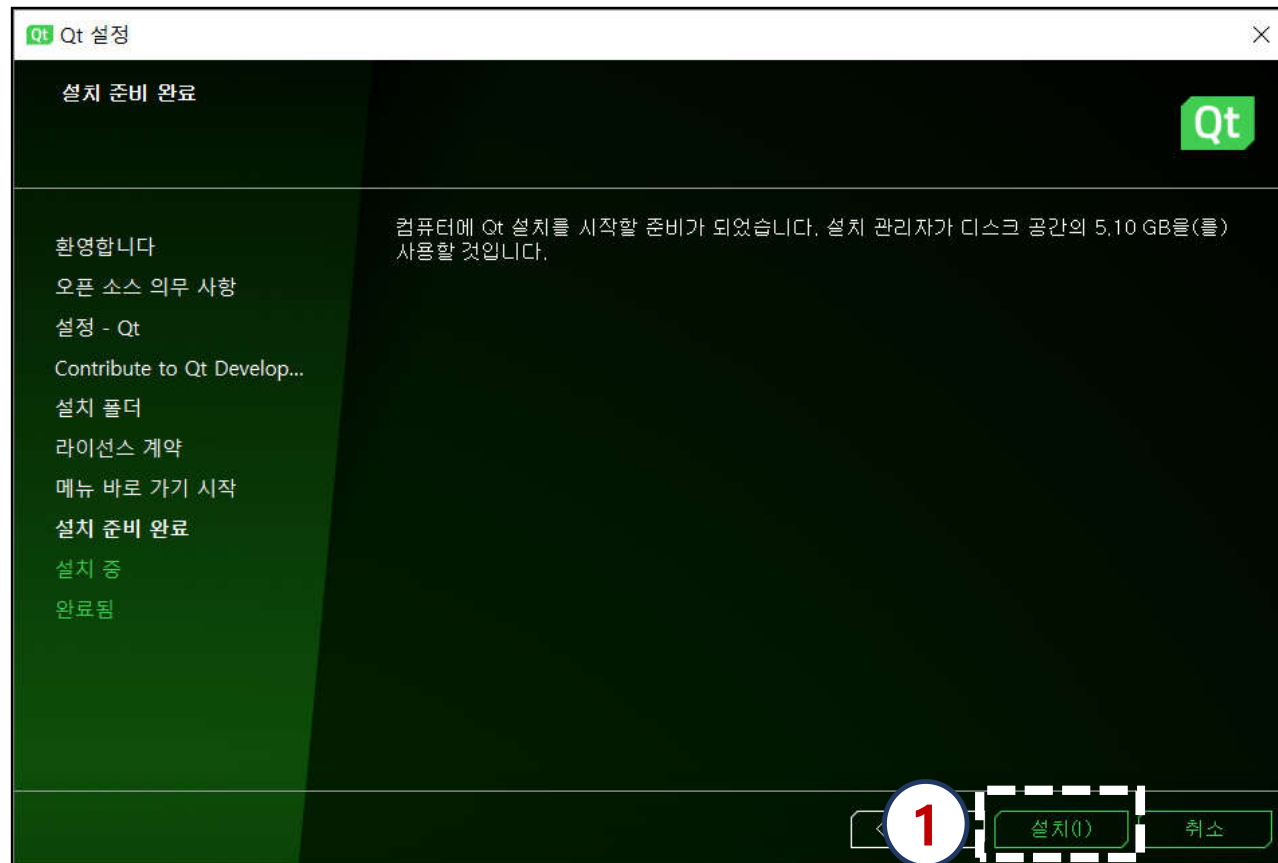 Qt Qt 설정
설치 준비 완료
Qt
컴퓨터에 Qt 설치를 시작할 준비가 되었습니다. 설치 관리자가 디스크 공간의 5.10 GB을(를)
사용할 것입니다.
환영합니다
오픈 소스 의무 사항
설정 - Qt
Contribute to Qt Develop...
설치 폴더
라이선스 계약
메뉴 바로 가기 시작
설치 준비 완료
설치 중
완료됨
< 1 설치(I) 취소